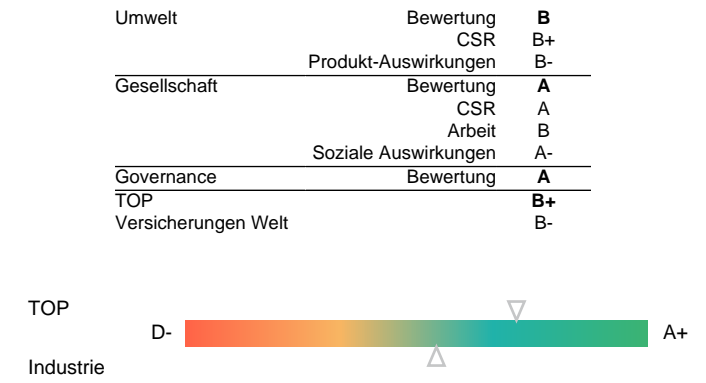 Umwelt Bewertung B
CSR B+
Produkt-Auswirkungen B-
Gesellschaft Bewertung A
CSR A
Arbeit B
Soziale Auswirkungen A-
Governance Bewertung A
TOP B+
Versicherungen Welt B-
TOP
D- A+
Industrie